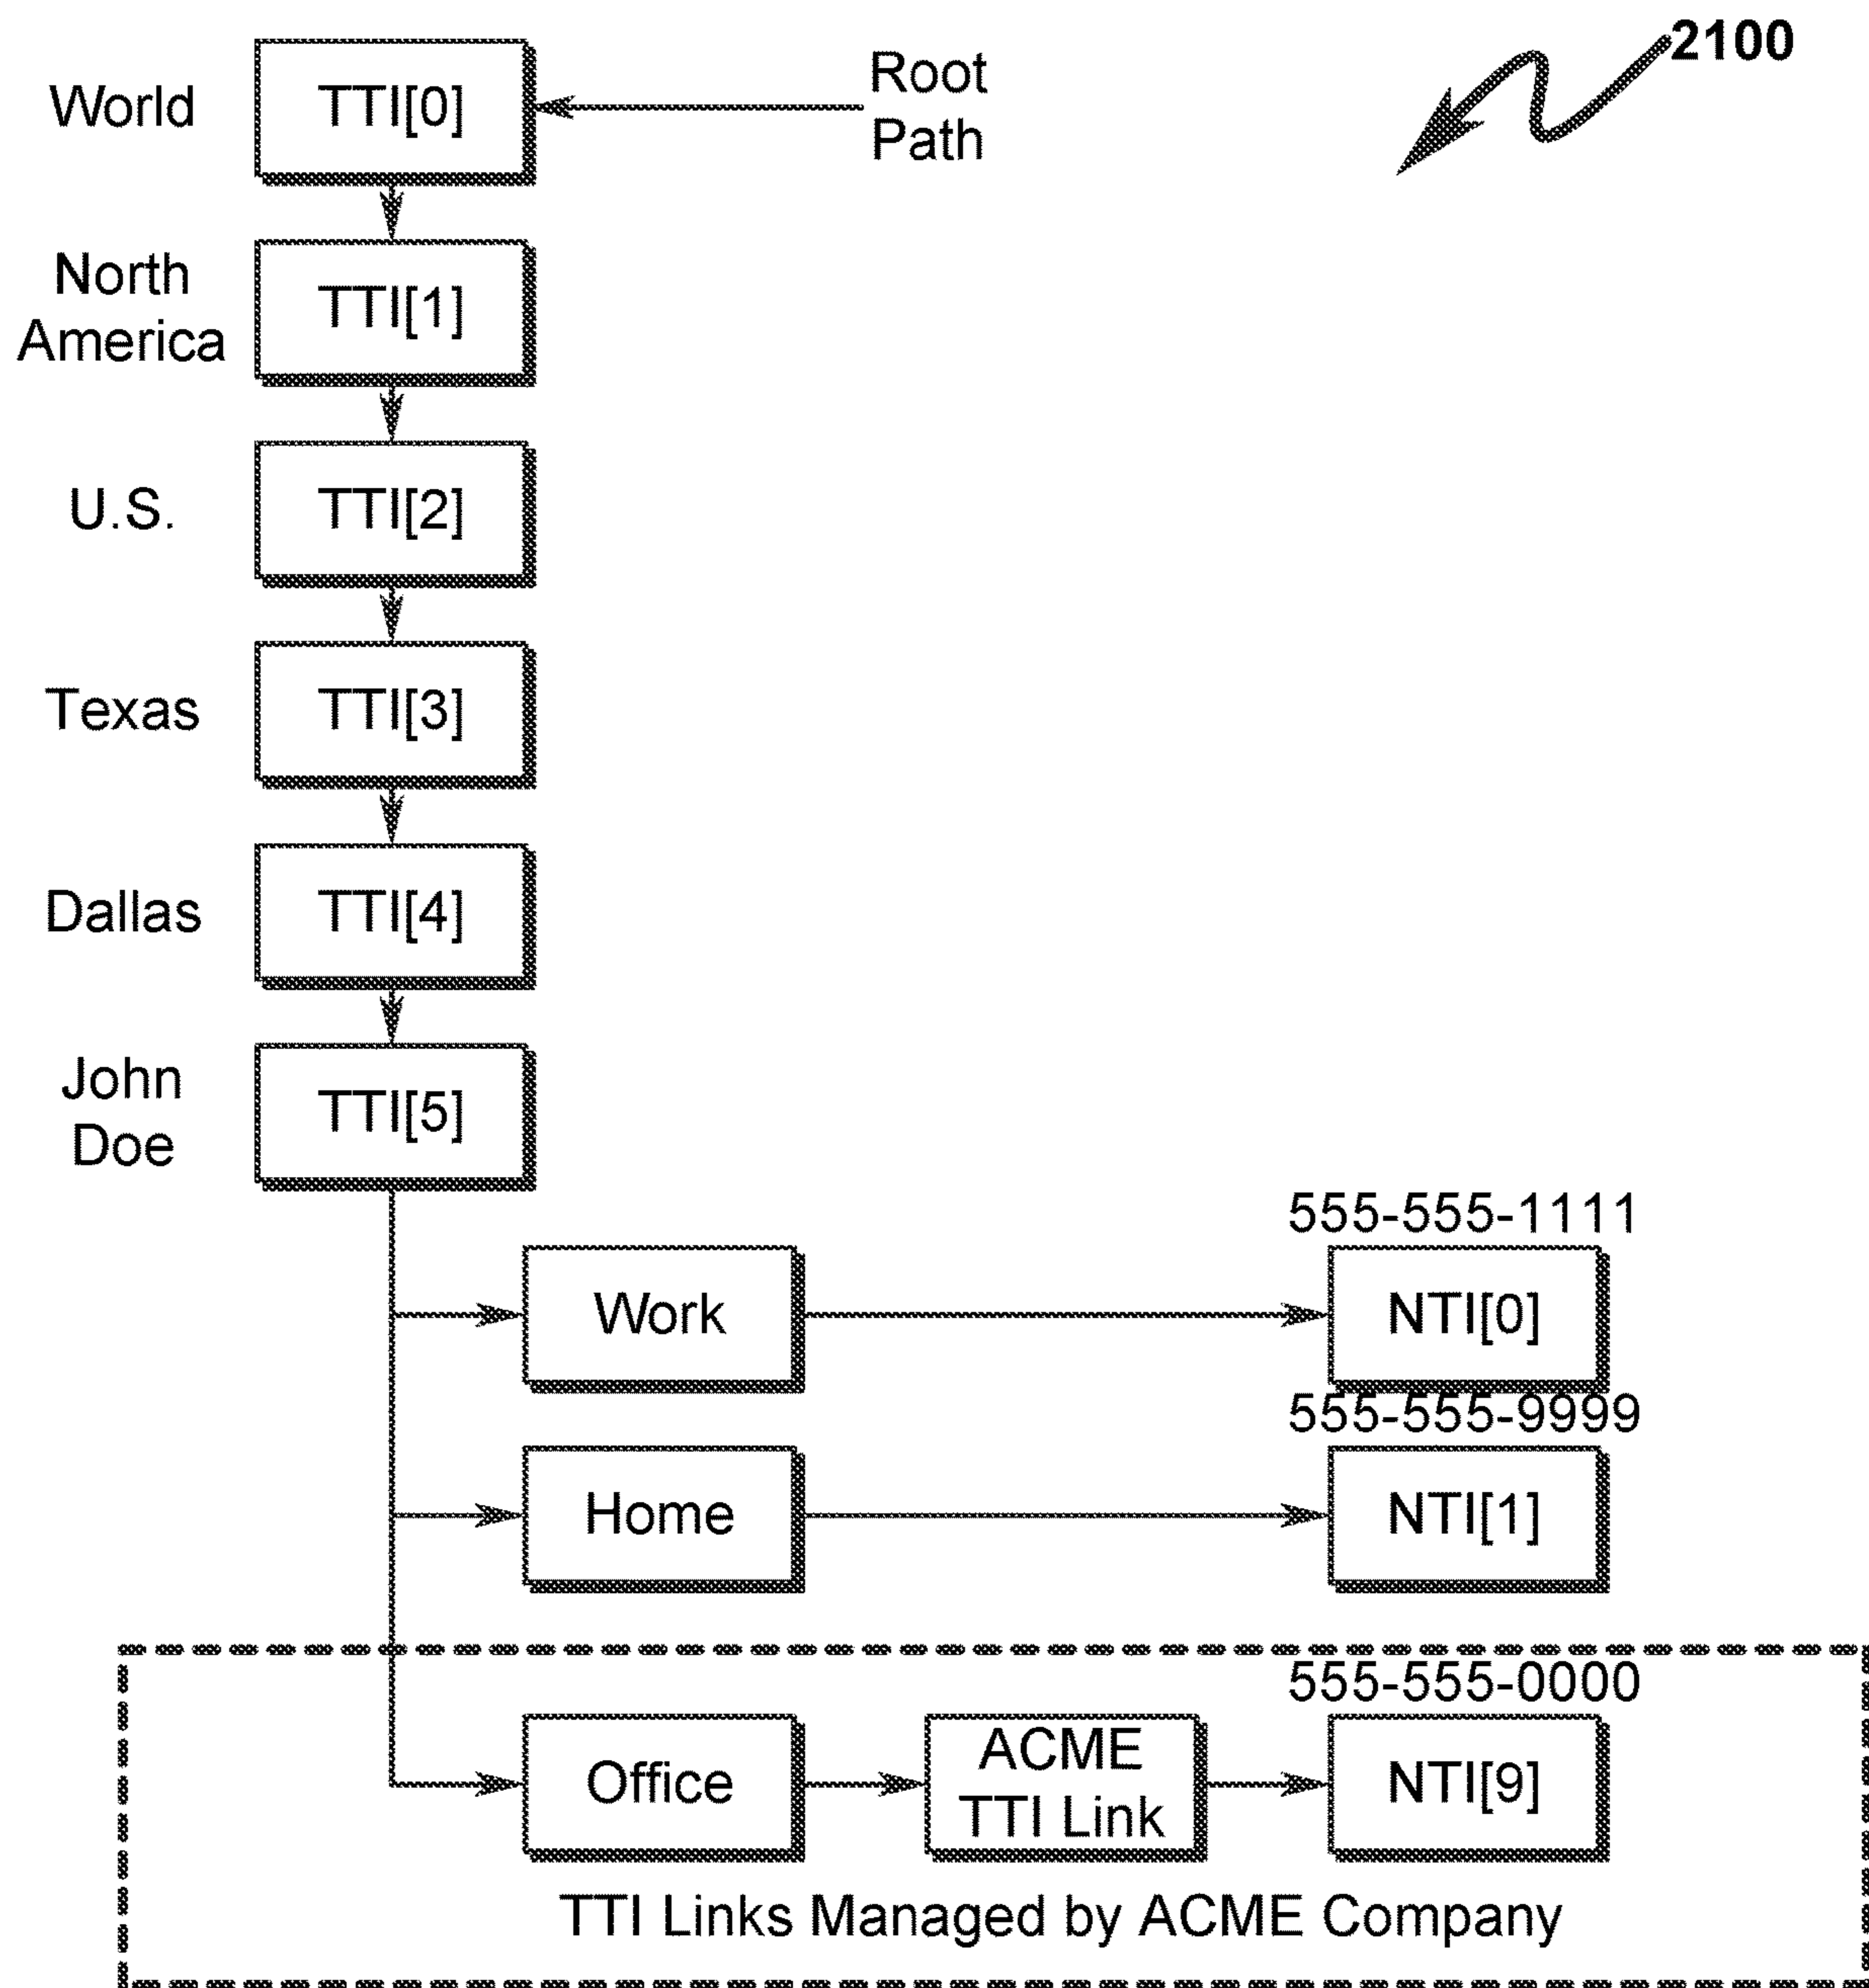 2100
World
TTI[0]
Root
Path
North
America
TTI[1]
U.S.
TTI[2]
Texas
TTI[3]
Dallas
TTI[4]
John
Doe
TTI[5]
555-555-1111
Work
NTI[0]
555-555-9999
Home
NTI[1]
555-555-0000
Office
ACME
TTI Link
NTI[9]
TTI Links Managed by ACME Company